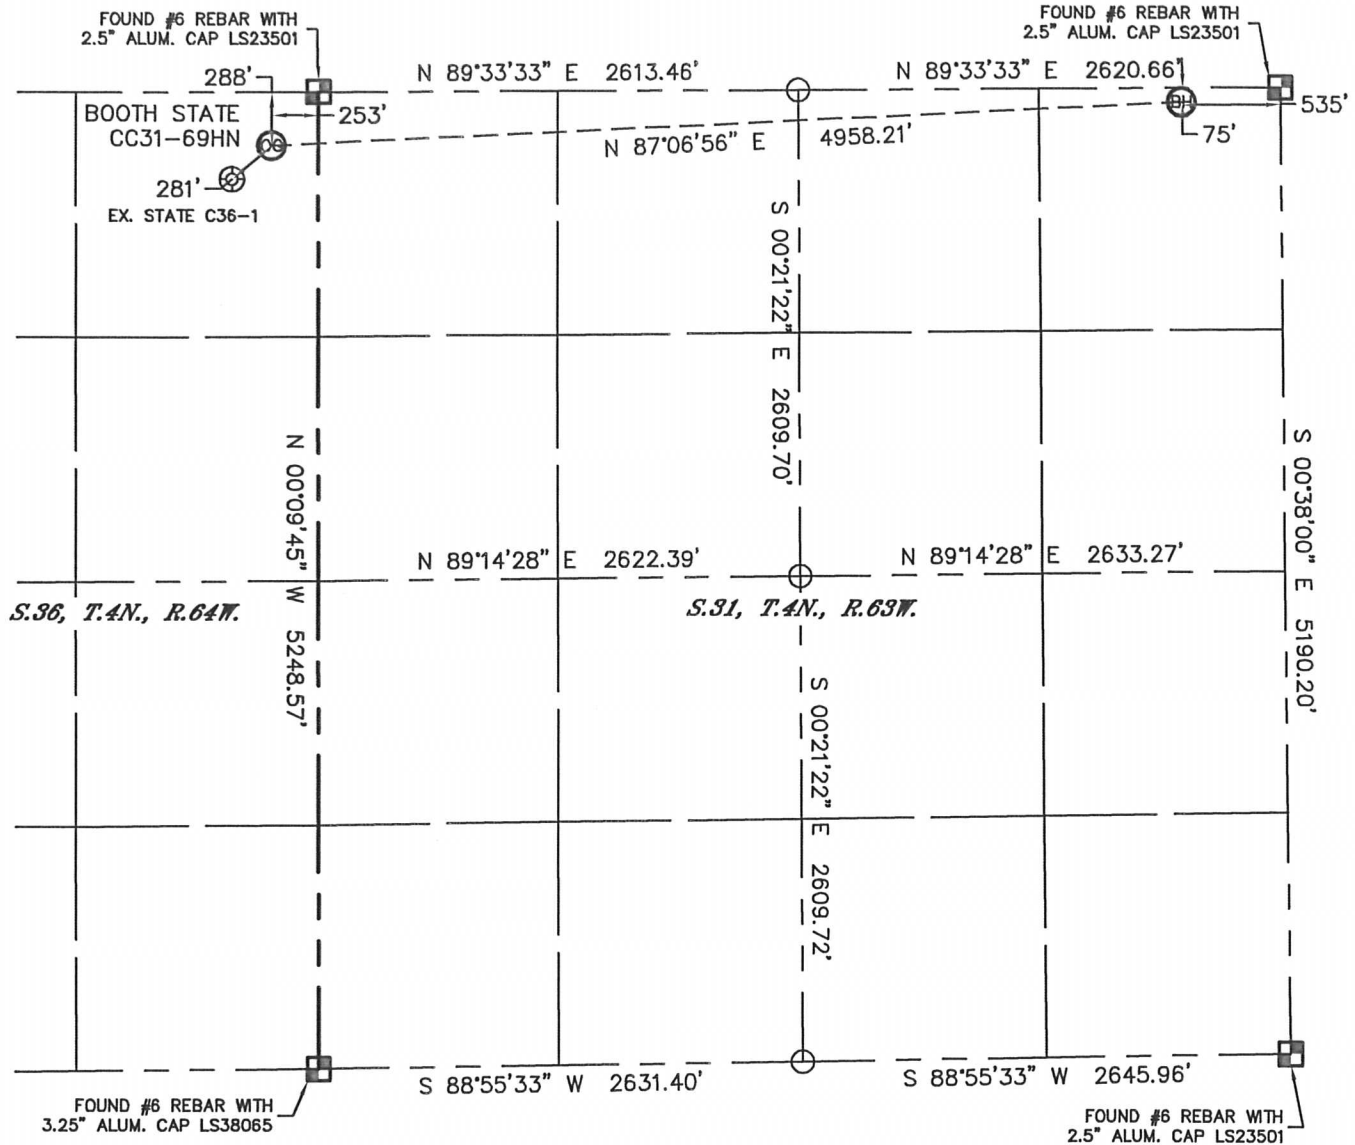 FOUND #6 REBAR WITH
2.5" ALUM. CAP LS23501
FOUND #6 REBAR WITH
2.5" ALUM. CAP LS23501
288'
N 89°33'33" E 2613.46'
N 89°33'33" E 2620.66'
BOOTH STATE
CC31-69HN
253'
535'
N 87°06'56" E 4958.21'
BH
75'
281'
EX. STATE C36-1
S 00°21'22" E 2609.70'
N 00°09'45" W 5248.57'
S 00°38'00" E 5190.20'
N 89°14'28" E 2622.39'
N 89°14'28" E 2633.27'
S.36, T.4N., R.64W.
S.31, T.4N., R.63W.
S 00°21'22" E 2609.72'
S 88°55'33" W 2631.40'
S 88°55'33" W 2645.96'
FOUND #6 REBAR WITH
3.25" ALUM. CAP LS38065
FOUND #6 REBAR WITH
2.5" ALUM. CAP LS23501